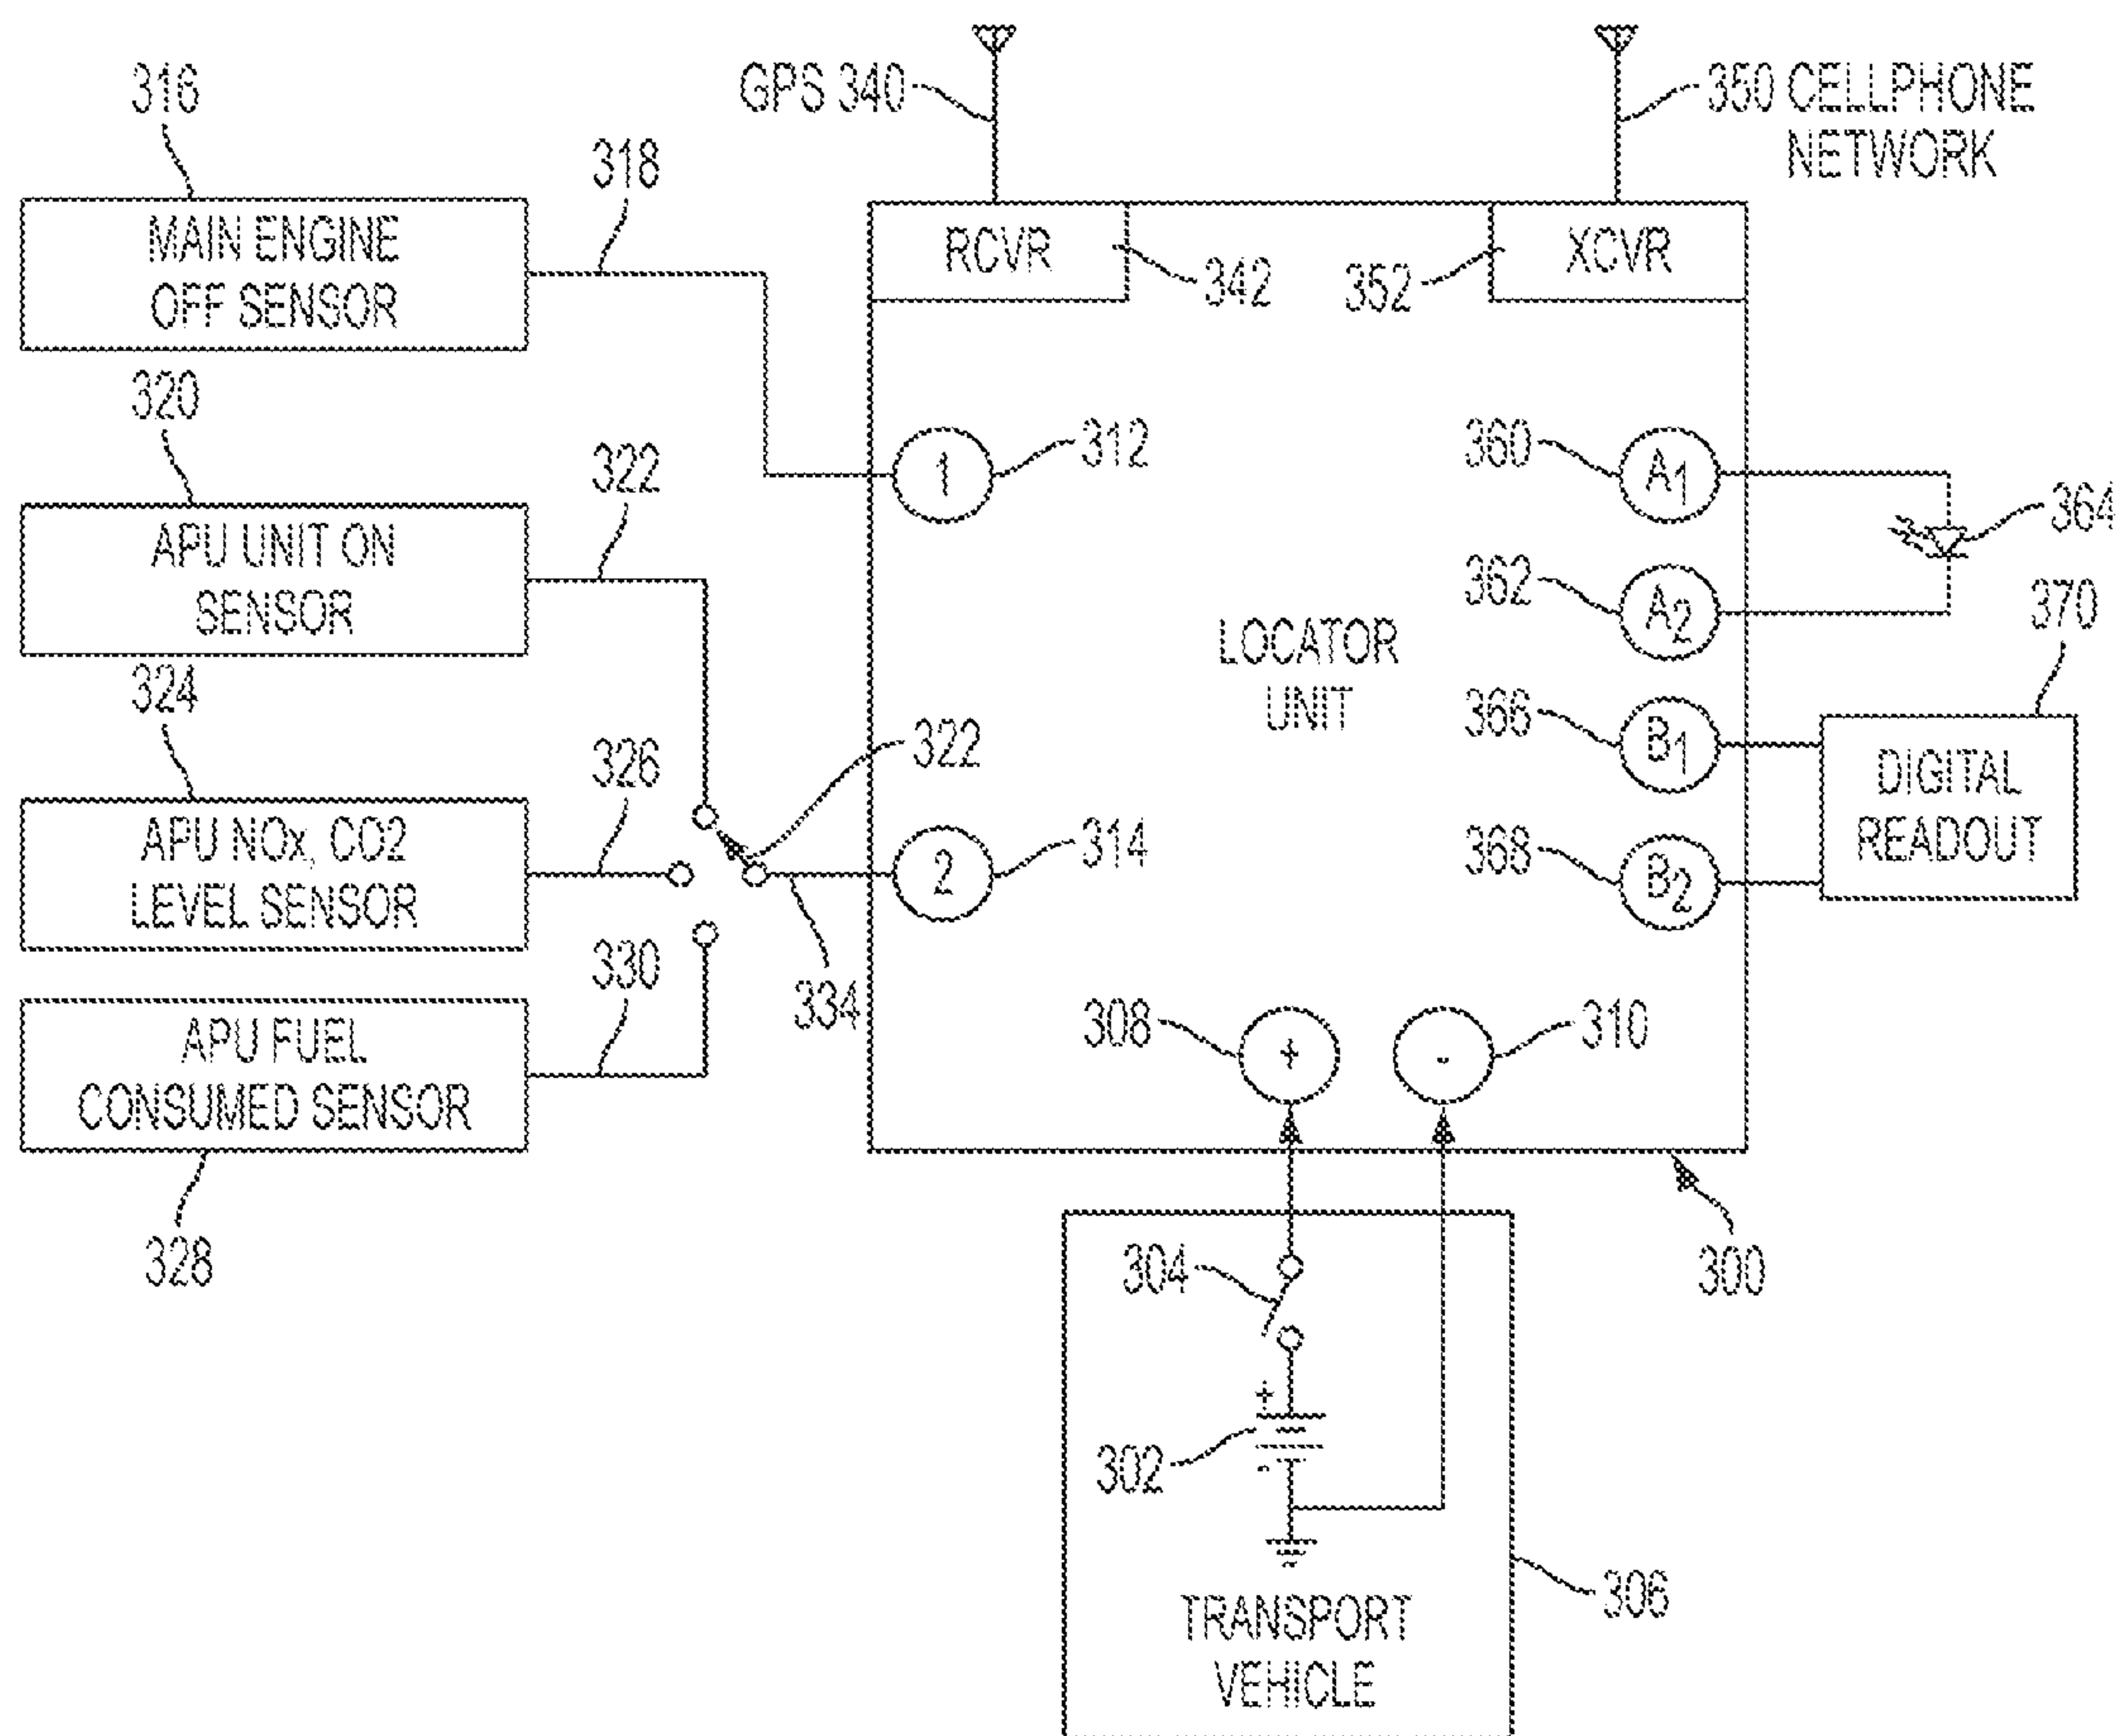 GPS 340
350 CELLPHONE
NETWORK
316
318
MAIN ENGINE
OFF SENSOR
RCVR
342
352
XCVR
320
322
312
1
360
A1
364
APU UNIT ON
SENSOR
362
A2
370
LOCATOR
UNIT
324
326
322
366
B1
DIGITAL
READOUT
APU NOx, CO2
LEVEL SENSOR
2
314
368
B2
330
334
APU FUEL
CONSUMED SENSOR
308
+
-
310
328
304
300
+
302
-
306
TRANSPORT
VEHICLE